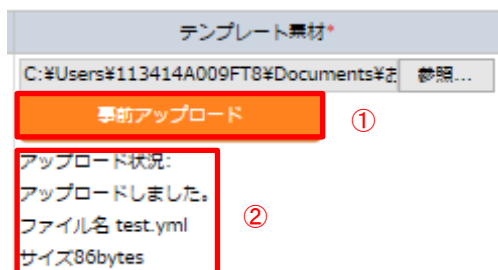 テンプレート素材*
C:¥Users¥113414A009FT8¥Documents¥お 参照...
事前アップロード
①
アップロード状況:
アップロードしました。
ファイル名 test.yml
②
サイズ86bytes